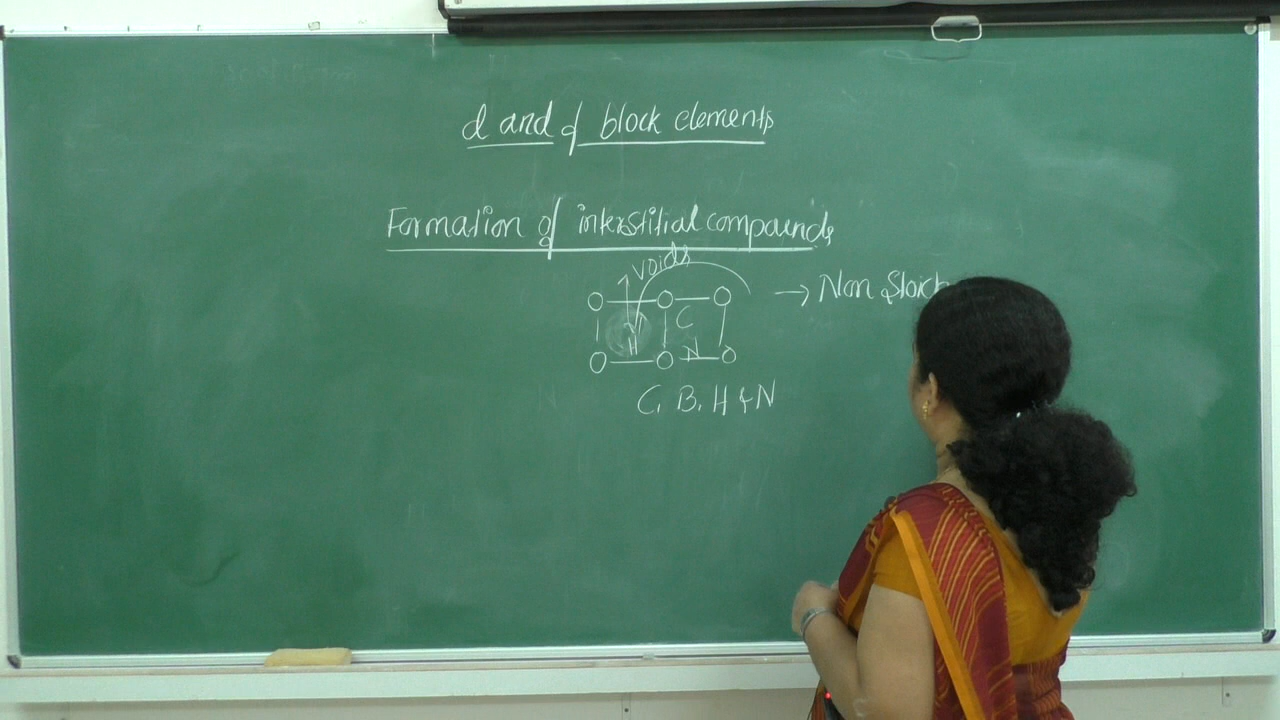 d and f block elements
Formation of interstitial compounds
voids
→ Non Stoich
H
C
H
N
C, B, H & N